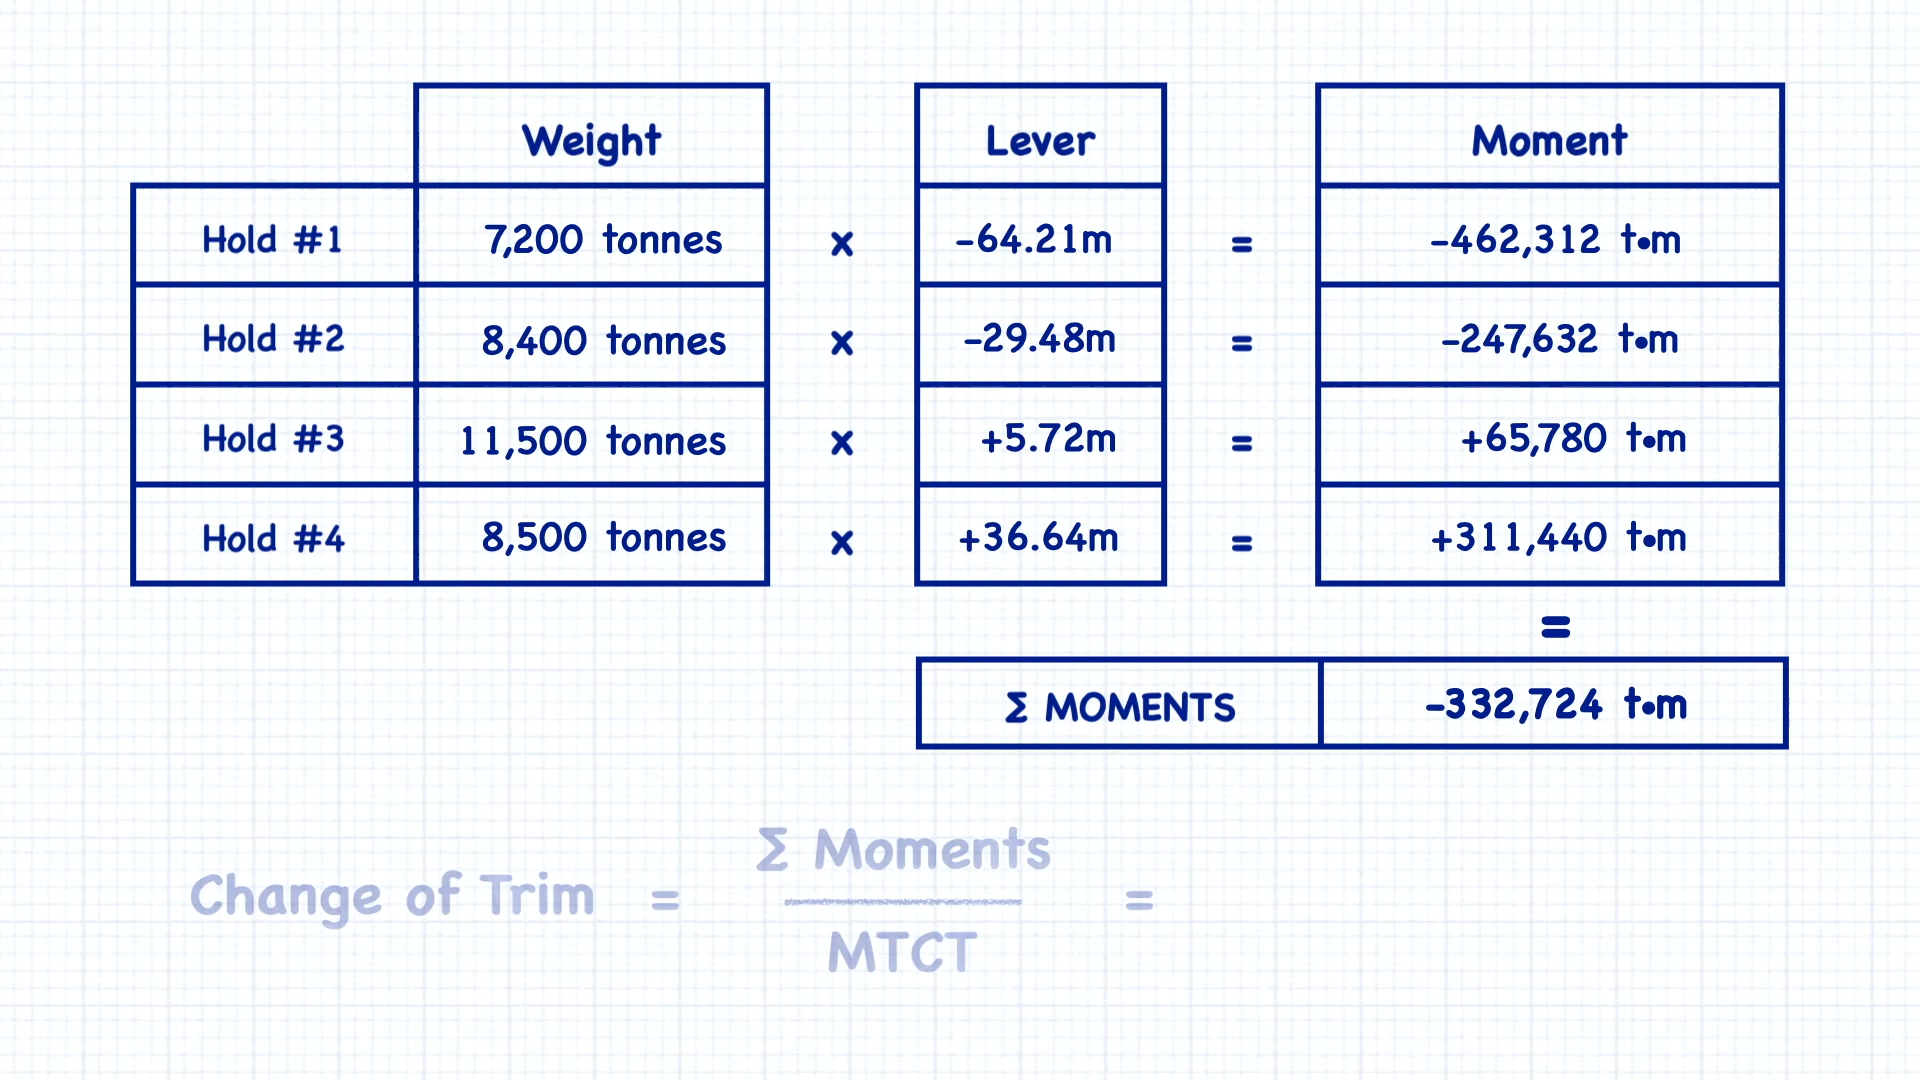 Weight Lever Moment
Hold #1 7,200 tonnes x -64.21m = -462,312 t•m
Hold #2 8,400 tonnes x -29.48m = -247,632 t•m
Hold #3 11,500 tonnes x +5.72m = +65,780 t•m
Hold #4 8,500 tonnes x +36.64m = +311,440 t•m
=
Σ MOMENTS -332,724 t•m
Σ Moments
Change of Trim = =
MTCT